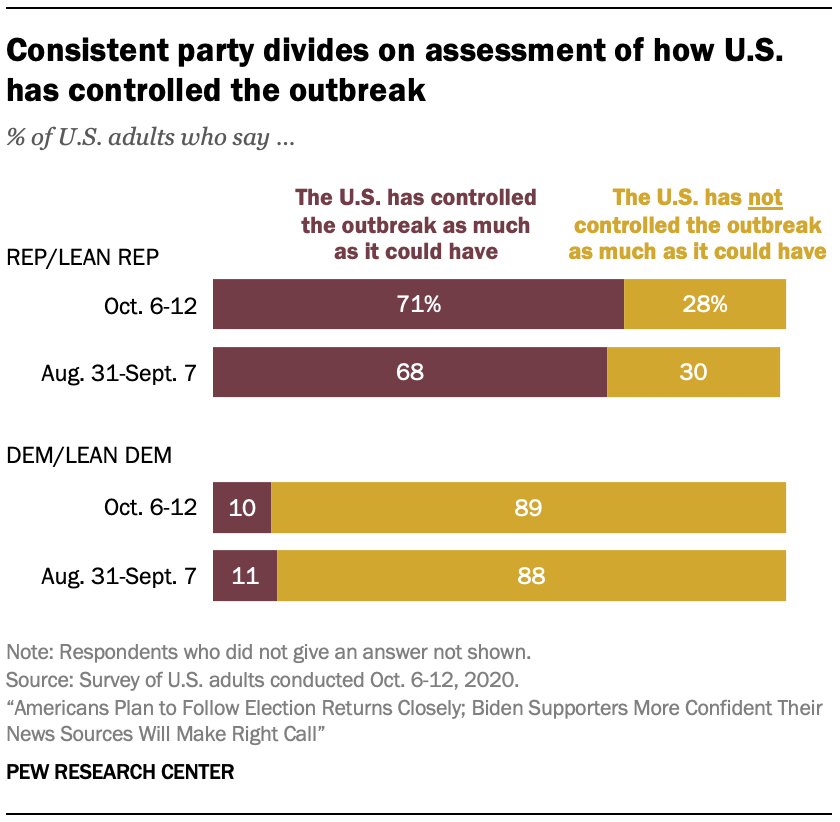 Consistent party divides on assessment of how U.S.
has controlled the outbreak
% of U.S. adults who say ...
The U.S. has controlled
the outbreak as much
as it could have
The U.S. has not
controlled the outbreak
as much as it could have
REP/LEAN REP
Oct. 6-12 71% 28%
Aug. 31-Sept. 7 68 30
DEM/LEAN DEM
Oct. 6-12 10 89
Aug. 31-Sept. 7 11 88
Note: Respondents who did not give an answer not shown.
Source: Survey of U.S. adults conducted Oct. 6-12, 2020.
“Americans Plan to Follow Election Returns Closely; Biden Supporters More Confident Their
News Sources Will Make Right Call”
PEW RESEARCH CENTER